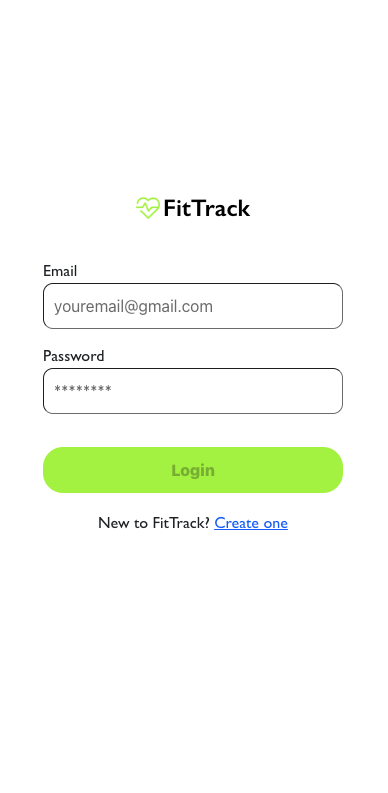 FitTrack
Email
youremail@gmail.com
Password
********
Login
New to FitTrack? Create one